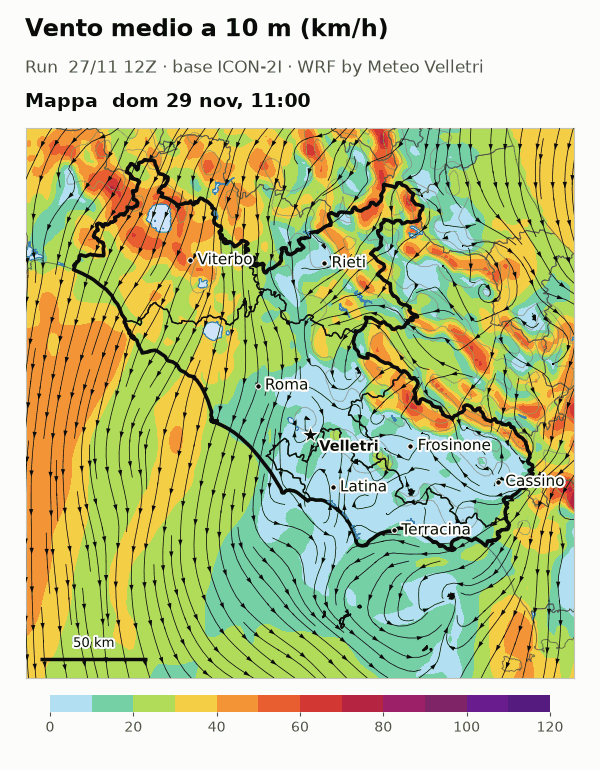 Vento medio a 10 m (km/h)
Run 27/11 12Z · base ICON-2I · WRF by Meteo Velletri
Mappa dom 29 nov, 11:00
Viterbo
Rieti
Roma
Velletri
Frosinone
Latina
Cassino
Terracina
50 km
0 20 40 60 80 100 120